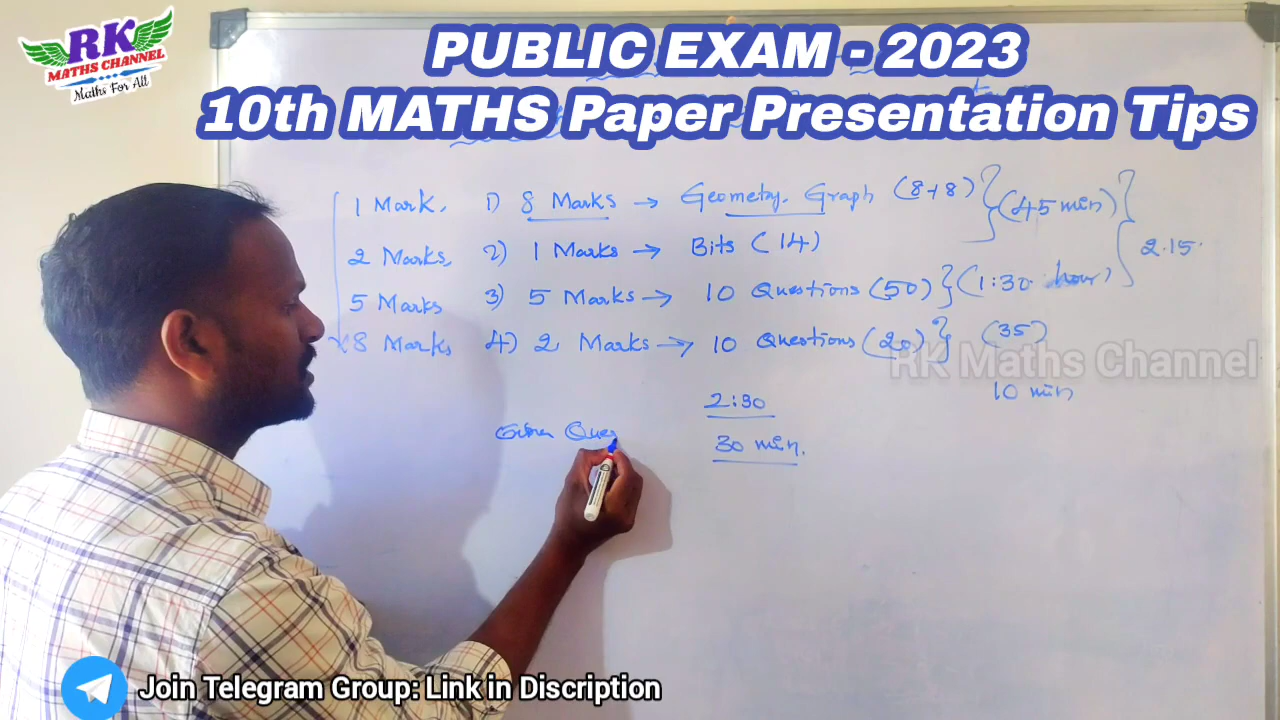 RK
MATHS CHANNEL
Maths For All
PUBLIC EXAM - 2023
10th MATHS Paper Presentation Tips
1 Mark. 1) 8 Marks → Geometry, Graph (8+8) } (45 min) }
2 Marks. 2) 1 Marks → Bits (14) 2.15.
5 Marks 3) 5 Marks → 10 Questions (50) } (1:30 hour)
8 Marks 4) 2 Marks → 10 Questions (20) } (35)
RK Maths Channel
2:30 10 min
Ques 30 min.
Join Telegram Group: Link in Discription